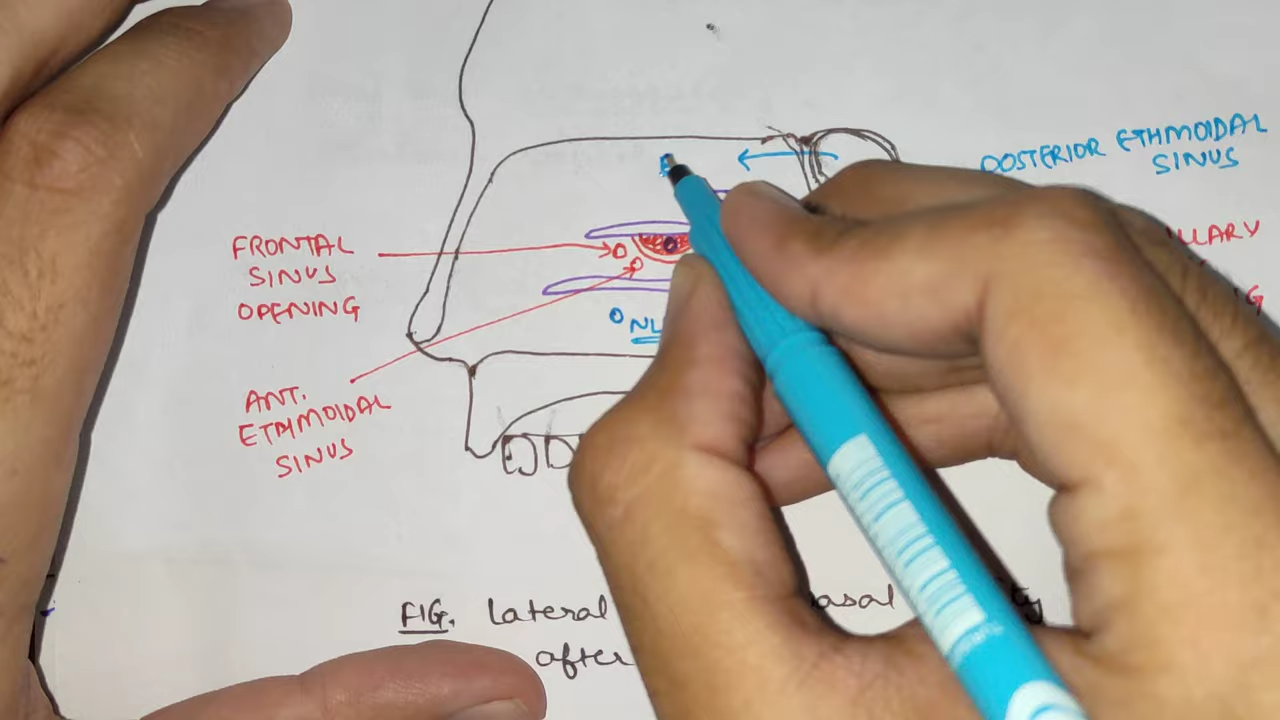 POSTERIOR ETHMOIDAL
SINUS
FRONTAL
SINUS
OPENING
NL
ANT.
ETHMOIDAL
SINUS
FIG. Lateral
after